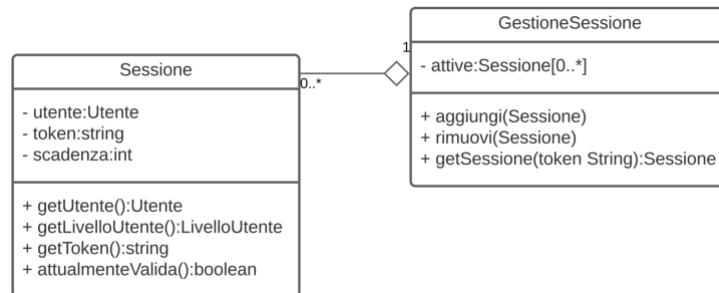 GestioneSessione
- attive:Sessione[0..*]
+ aggiungi(Sessione)
+ rimuovi(Sessione)
+ getSessione(token String):Sessione
1
0..*
Sessione
- utente:Utente
- token:string
- scadenza:int
+ getUtente():Utente
+ getLivelloUtente():LivelloUtente
+ getToken():string
+ attualmenteValida():boolean